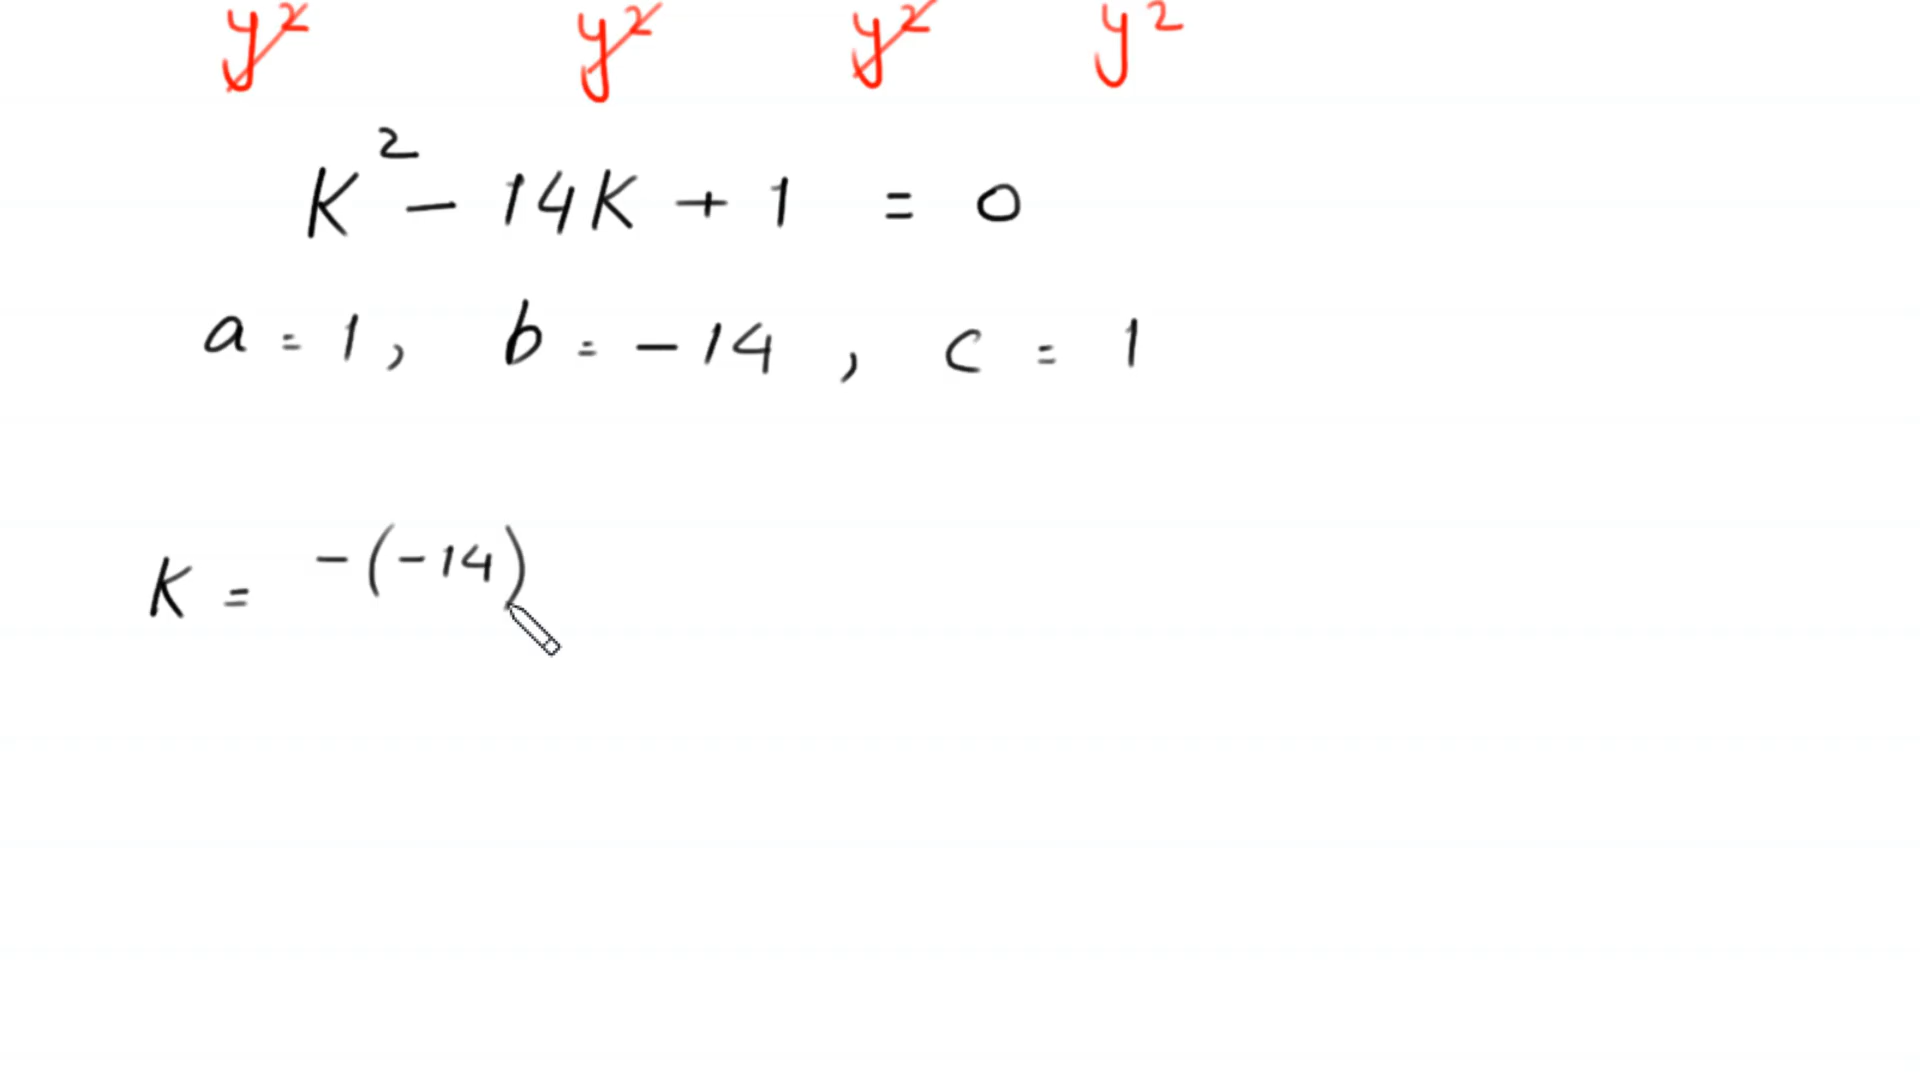 y² y² y² y²
K² - 14K + 1 = 0
a = 1, b = -14, c = 1
K = -(-14)